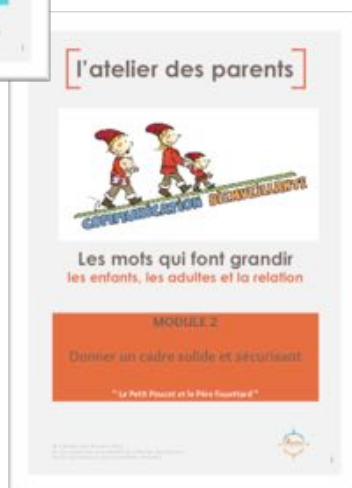 l'atelier des parents
COMMUNICATION BIENVEILLANTE
Les mots qui font grandir
les enfants, les adultes et la relation
MODULE 2
Donner un cadre solide et sécurisant
" Le Petit Poucet et le Père Fouettard "